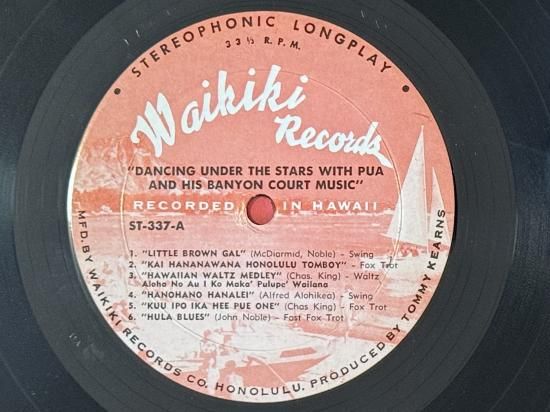 STEREOPHONIC LONGPLAY
33⅓ R.P.M.
Waikiki
Records
"DANCING UNDER THE STARS WITH PUA
AND HIS BANYON COURT MUSIC"
RECORDED IN HAWAII
ST-337-A
1. "LITTLE BROWN GAL" (McDiarmid, Noble) - Swing
2. "KAI HANANAWANA HONOLULU TOMBOY" - Fox Trot
3. "HAWAIIAN WALTZ MEDLEY" (Chas. King) - Waltz
Aloha No Au I Ko Maka' Pulupe' Wailana
4. "HANOHANO HANALEI" (Alfred Alohikea) - Swing
5. "KUU IPO IKA HEE PUE ONE" (Chas. King) - Fox Trot
6. "HULA BLUES" (John Noble) - Fast Fox Trot
MFD. BY WAIKIKI RECORDS CO. HONOLULU. PRODUCED BY TOMMY KEARNS